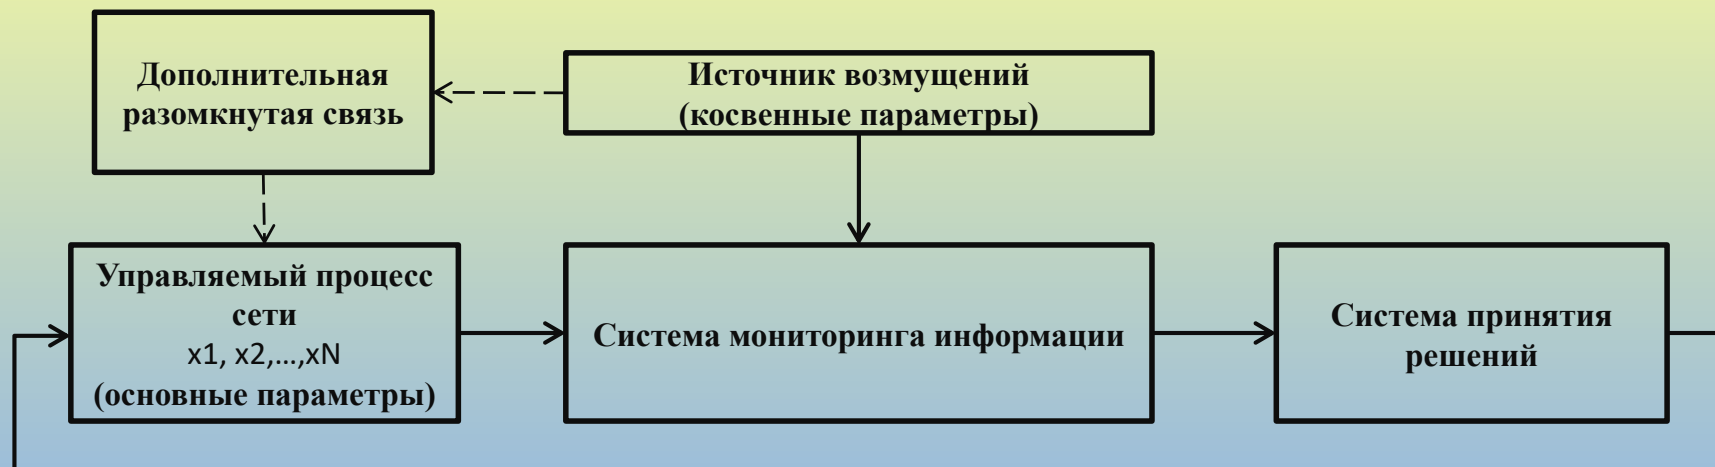 Дополнительная
разомкнутая связь
Источник возмущений
(косвенные параметры)
Управляемый процесс
сети
x1, x2,...,xN
(основные параметры)
Система мониторинга информации
Система принятия
решений